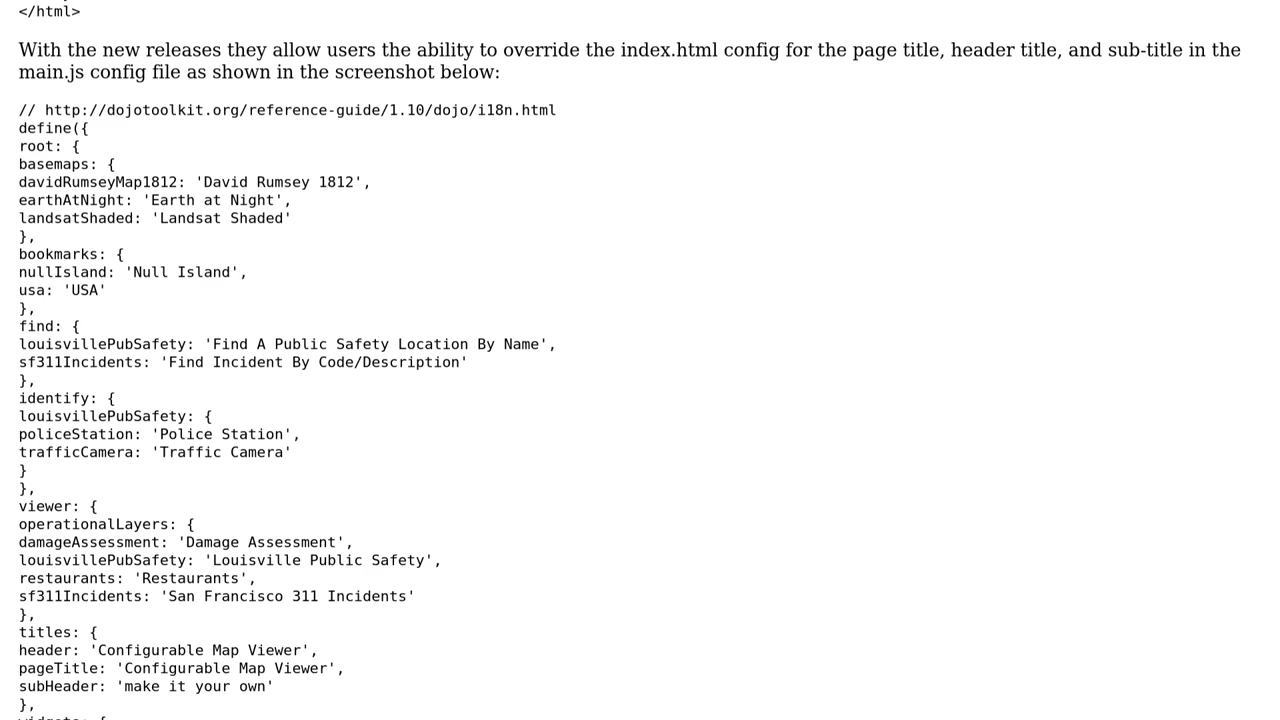 </html>
With the new releases they allow users the ability to override the index.html config for the page title, header title, and sub-title in the
main.js config file as shown in the screenshot below:
// http://dojotoolkit.org/reference-guide/1.10/dojo/i18n.html
define({
root: {
basemaps: {
davidRumseyMap1812: 'David Rumsey 1812',
earthAtNight: 'Earth at Night',
landsatShaded: 'Landsat Shaded'
},
bookmarks: {
nullIsland: 'Null Island',
usa: 'USA'
},
find: {
louisvillePubSafety: 'Find A Public Safety Location By Name',
sf311Incidents: 'Find Incident By Code/Description'
},
identify: {
louisvillePubSafety: {
policeStation: 'Police Station',
trafficCamera: 'Traffic Camera'
}
},
viewer: {
operationalLayers: {
damageAssessment: 'Damage Assessment',
louisvillePubSafety: 'Louisville Public Safety',
restaurants: 'Restaurants',
sf311Incidents: 'San Francisco 311 Incidents'
},
titles: {
header: 'Configurable Map Viewer',
pageTitle: 'Configurable Map Viewer',
subHeader: 'make it your own'
},